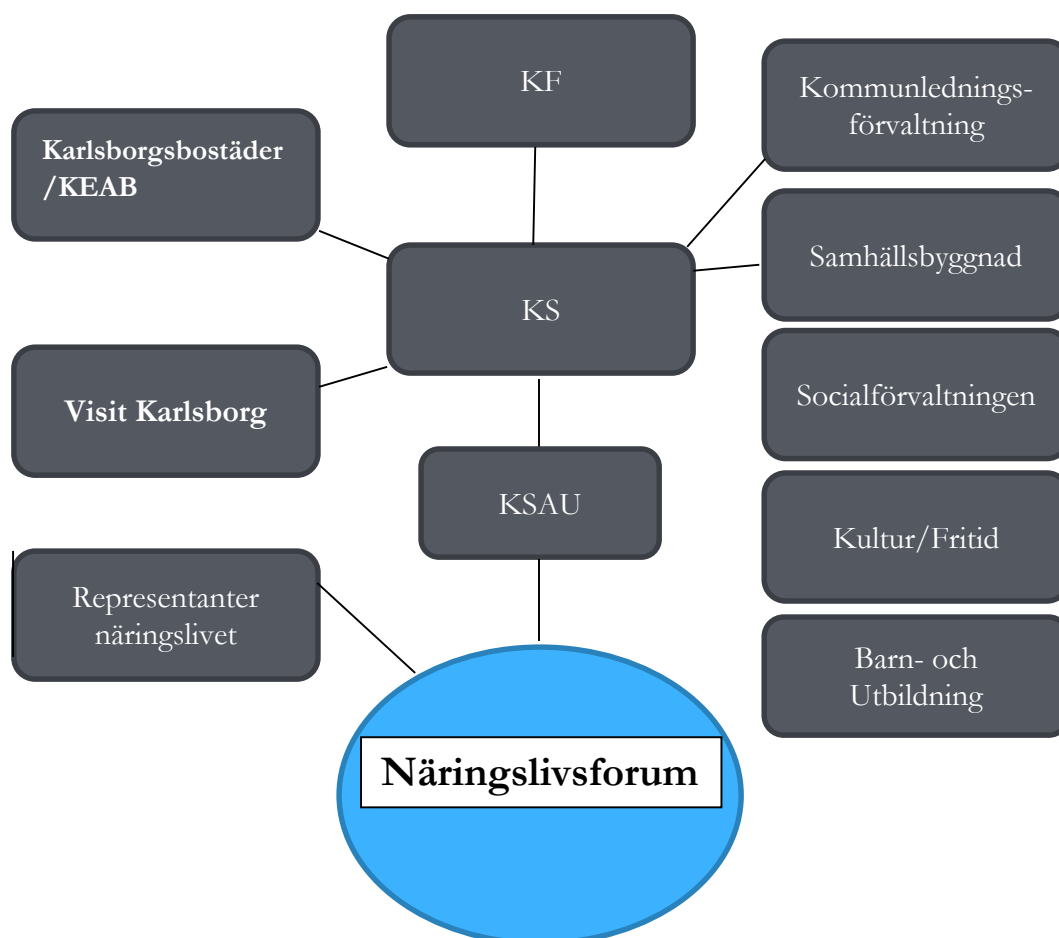 KF
Kommunlednings-
förvaltning
Karlsborgsbostäder
/KEAB
Samhällsbyggnad
KS
Visit Karlsborg
Socialförvaltningen
KSAU
Kultur/Fritid
Representanter
näringslivet
Barn- och
Utbildning
Näringslivsforum